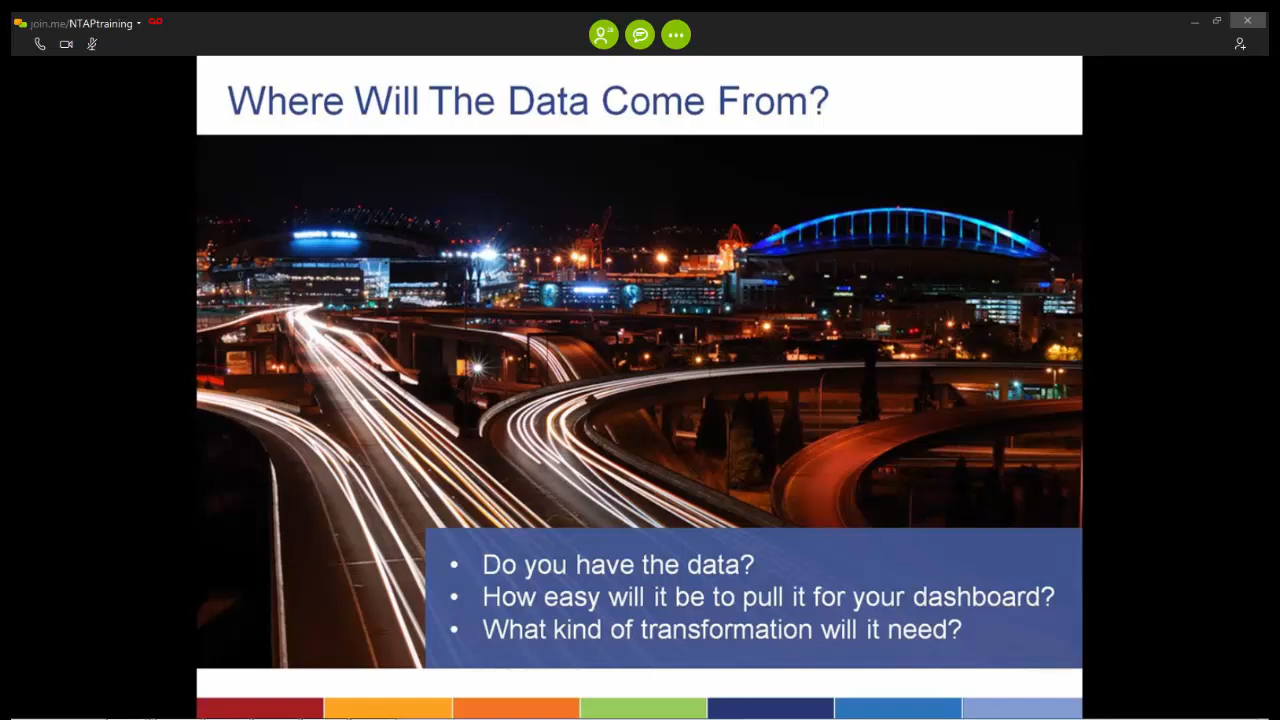 join.me/NTAPtraining
Where Will The Data Come From?
• Do you have the data?
• How easy will it be to pull it for your dashboard?
• What kind of transformation will it need?